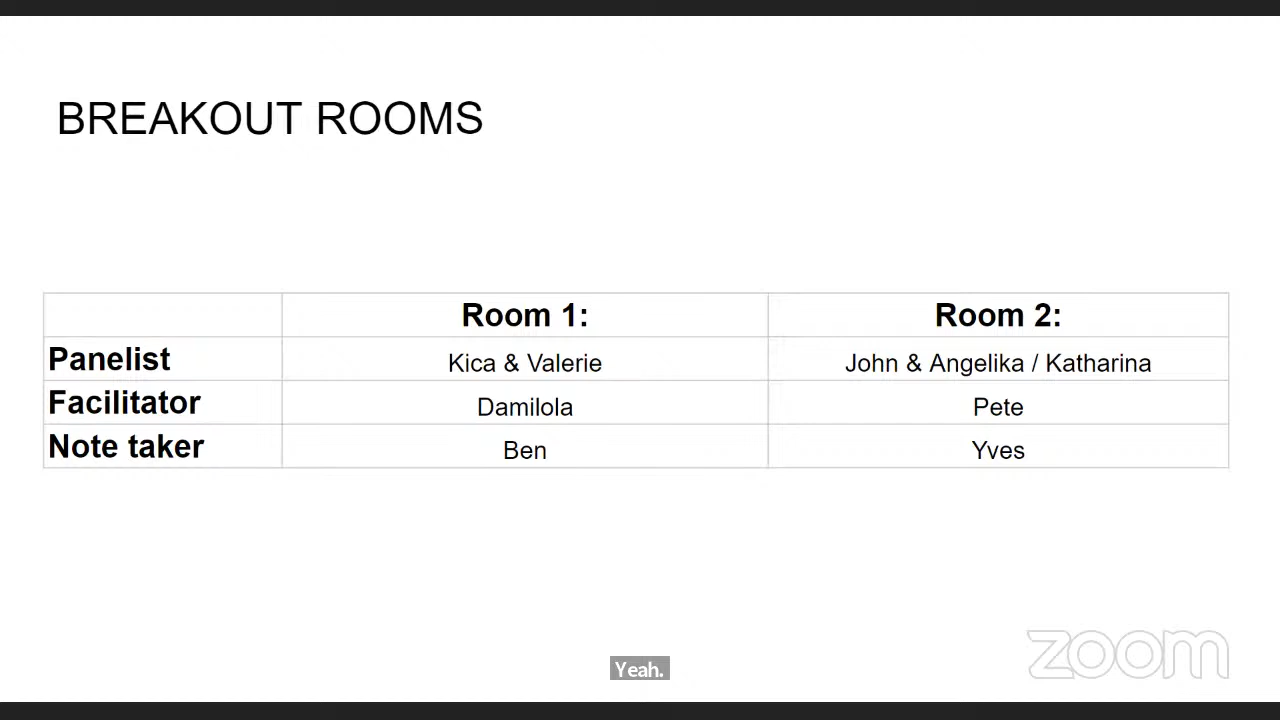 BREAKOUT ROOMS
Room 1: Room 2:
Panelist Kica & Valerie John & Angelika / Katharina
Facilitator Damilola Pete
Note taker Ben Yves
zoom
Yeah.